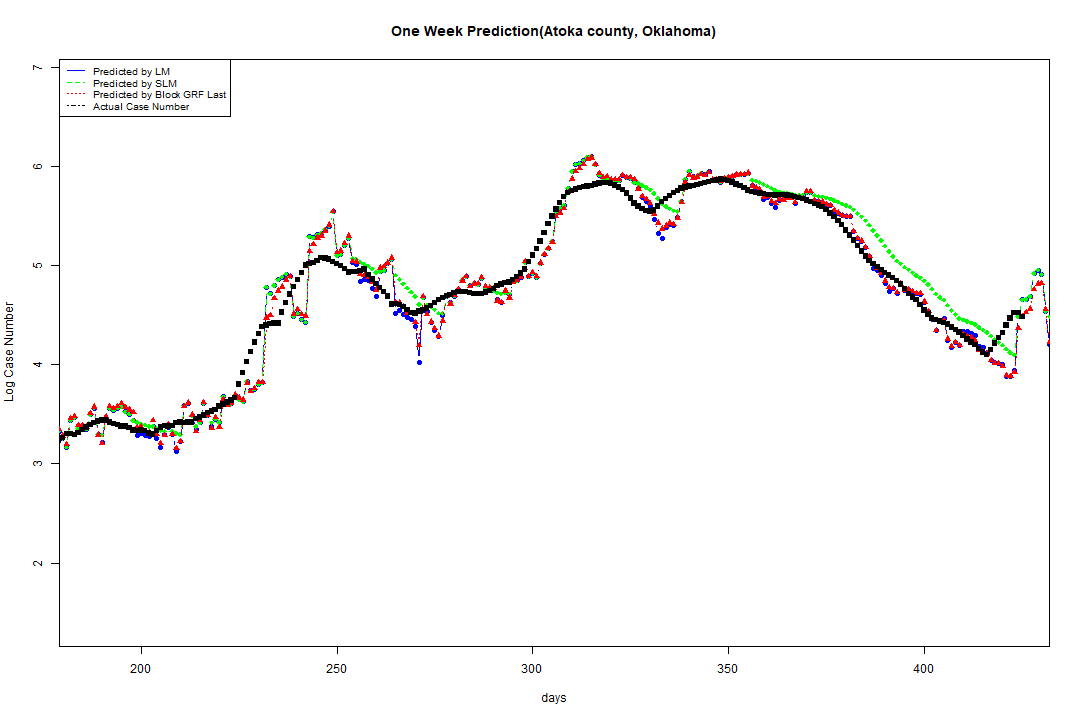 One Week Prediction(Atoka county, Oklahoma)
Predicted by LM
Predicted by SLM
Predicted by Block GRF Last
Actual Case Number
7
6
5
4
3
2
Log Case Number
200 250 300 350 400
days